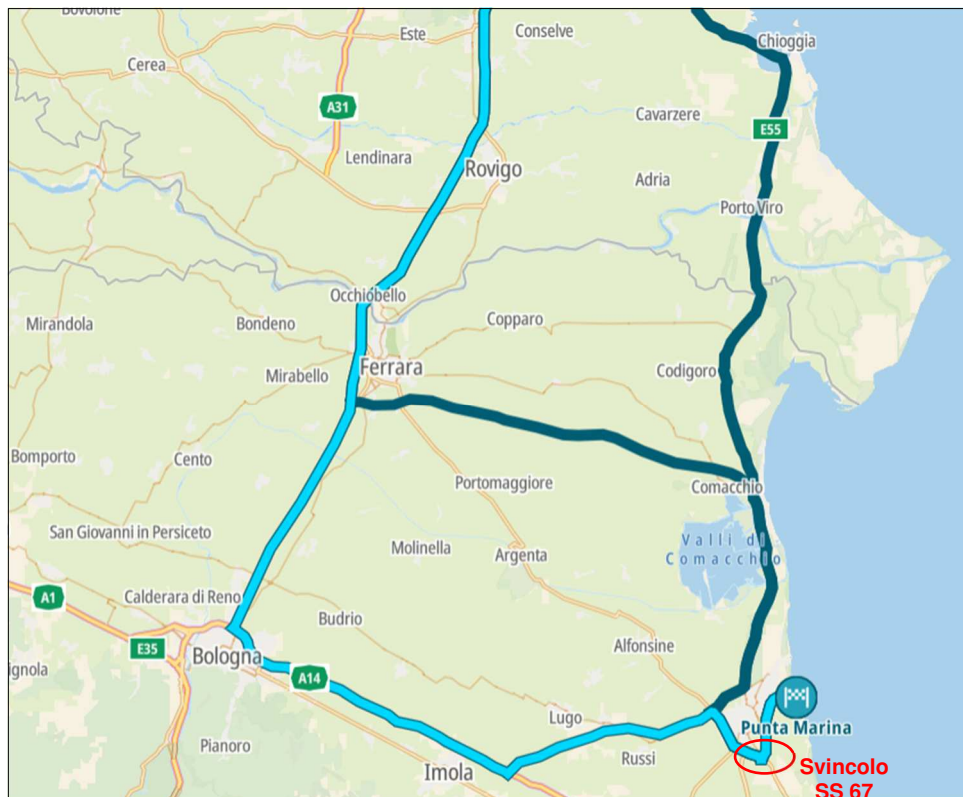 Bovolone
Este
Conselve
Chioggia
Cerea
A31
Cavarzere
E55
Lendinara
Rovigo
Adria
Porto Viro
Occhiobello
Mirandola
Bondeno
Copparo
Ferrara
Mirabello
Codigoro
Bomporto
Cento
Portomaggiore
Comacchio
San Giovanni in Persiceto
Molinella
Argenta
Valli di
Comacchio
A1
Calderara di Reno
Budrio
E35
Alfonsine
ignola
Bologna
A14
Lugo
Punta Marina
Pianoro
Russi
Imola
Svincolo
SS 67